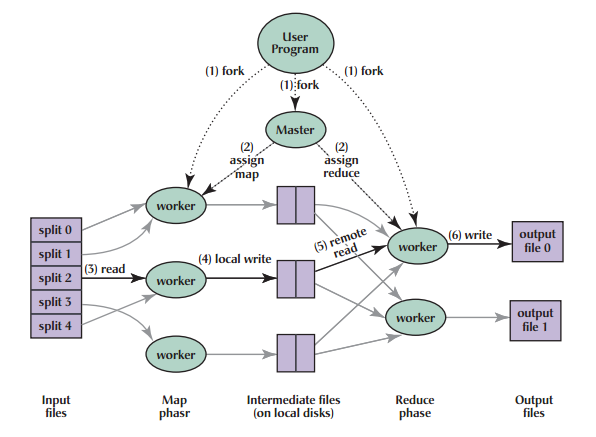 User
Program
(1) fork
(1) fork
(1) fork
Master
(2)
assign
map
(2)
assign
reduce
worker
split 0
split 1
split 2
split 3
split 4
(3) read
worker
(4) local write
worker
(5) remote
read
worker
(6) write
output
file 0
worker
output
file 1
Input
files
Map
phasr
Intermediate files
(on local disks)
Reduce
phase
Output
files